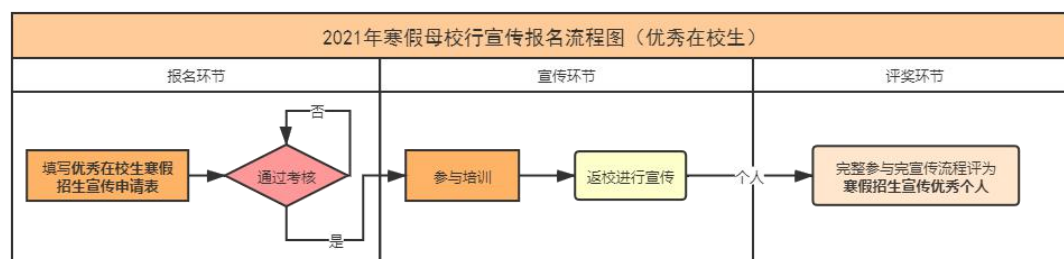 2021年寒假母校行宣传报名流程图（优秀在校生）
报名环节
宣传环节
评奖环节
否
填写优秀在校生寒假
招生宣传申请表
通过考核
是
参与培训
返校进行宣传
个人
完整参与完宣传流程评为
寒假招生宣传优秀个人